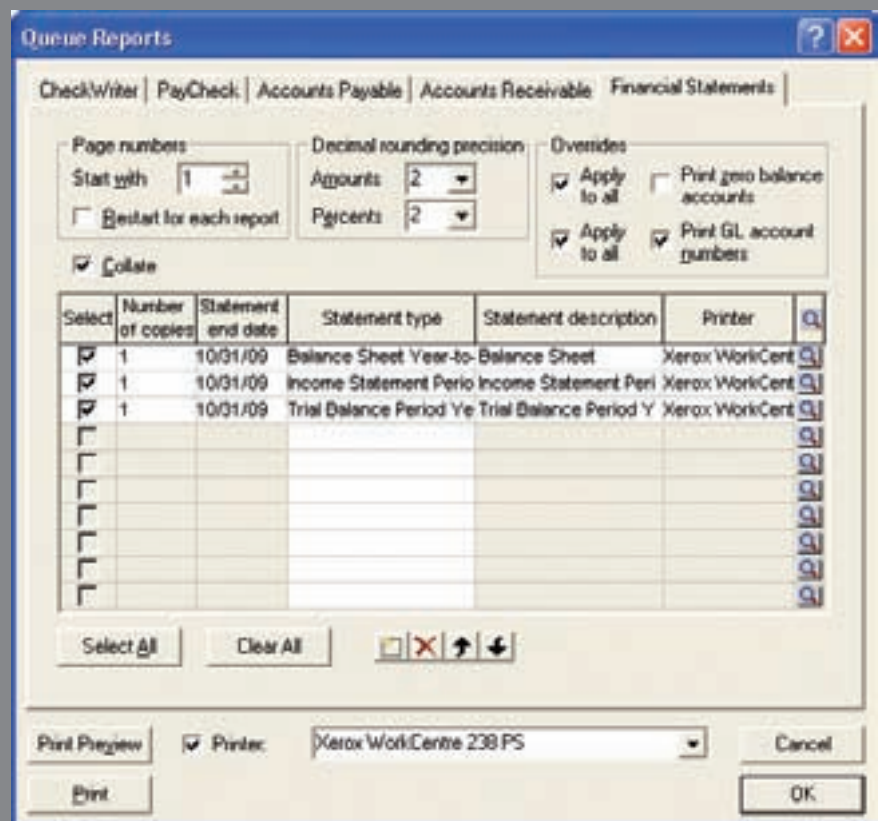 Queue Reports
CheckWriter PayCheck Accounts Payable Accounts Receivable Financial Statements
Page numbers
Start with 1
Restart for each report
Decimal rounding precision
Amounts 2
Percents 2
Overrides
Apply to all
Print zero balance accounts
Apply to all
Print GL account numbers
Collate
Select Number of copies Statement end date Statement type Statement description Printer
1 10/31/09 Balance Sheet Year-to- Balance Sheet Xerox WorkCent
1 10/31/09 Income Statement Perio Income Statement Peri Xerox WorkCent
1 10/31/09 Trial Balance Period Ye Trial Balance Period Y Xerox WorkCent
Select All Clear All
Print Preview Printer: Xerox WorkCentre 238 PS Cancel
Print OK